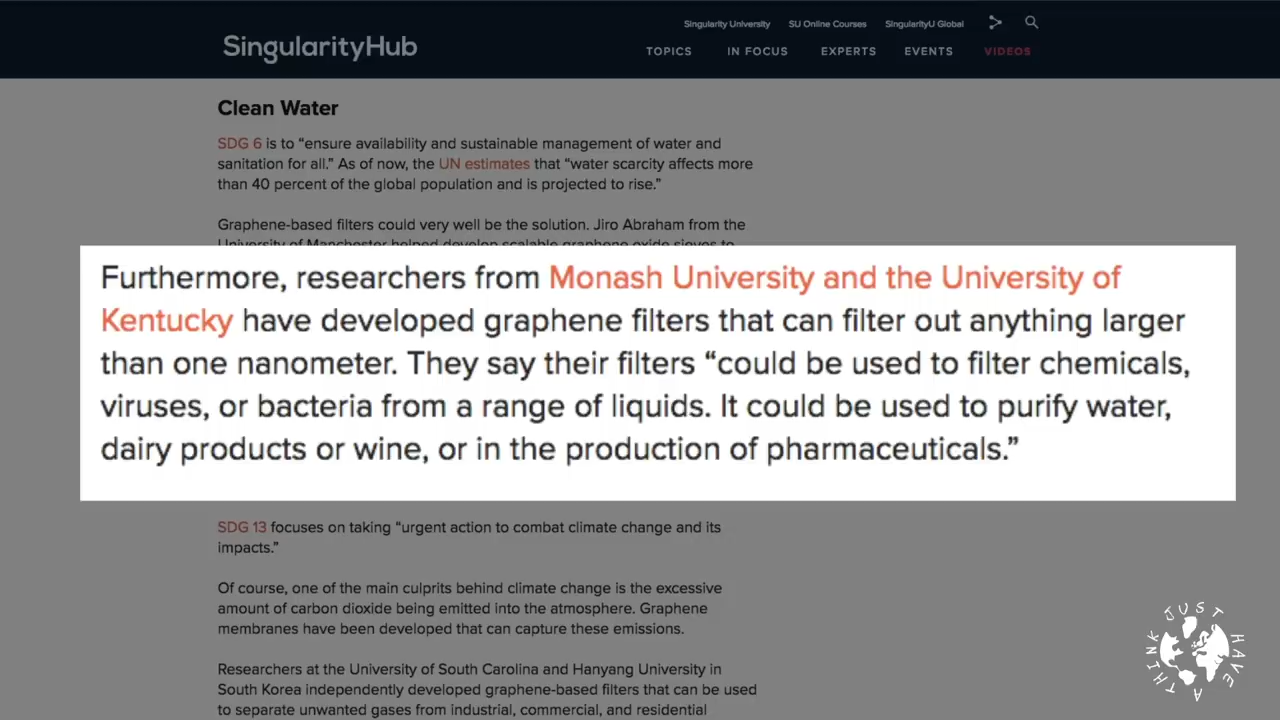 Singularity University SU Online Courses SingularityU Global
SingularityHub
TOPICS IN FOCUS EXPERTS EVENTS VIDEOS
Clean Water
SDG 6 is to “ensure availability and sustainable management of water and
sanitation for all.” As of now, the UN estimates that “water scarcity affects more
than 40 percent of the global population and is projected to rise.”
Graphene-based filters could very well be the solution. Jiro Abraham from the
University of Manchester helped develop scalable graphene oxide sieves to
Furthermore, researchers from Monash University and the University of
Kentucky have developed graphene filters that can filter out anything larger
than one nanometer. They say their filters “could be used to filter chemicals,
viruses, or bacteria from a range of liquids. It could be used to purify water,
dairy products or wine, or in the production of pharmaceuticals.”
SDG 13 focuses on taking “urgent action to combat climate change and its
impacts.”
Of course, one of the main culprits behind climate change is the excessive
amount of carbon dioxide being emitted into the atmosphere. Graphene
membranes have been developed that can capture these emissions.
Researchers at the University of South Carolina and Hanyang University in
South Korea independently developed graphene-based filters that can be used
to separate unwanted gases from industrial, commercial, and residential
JUST HAVE A THINK